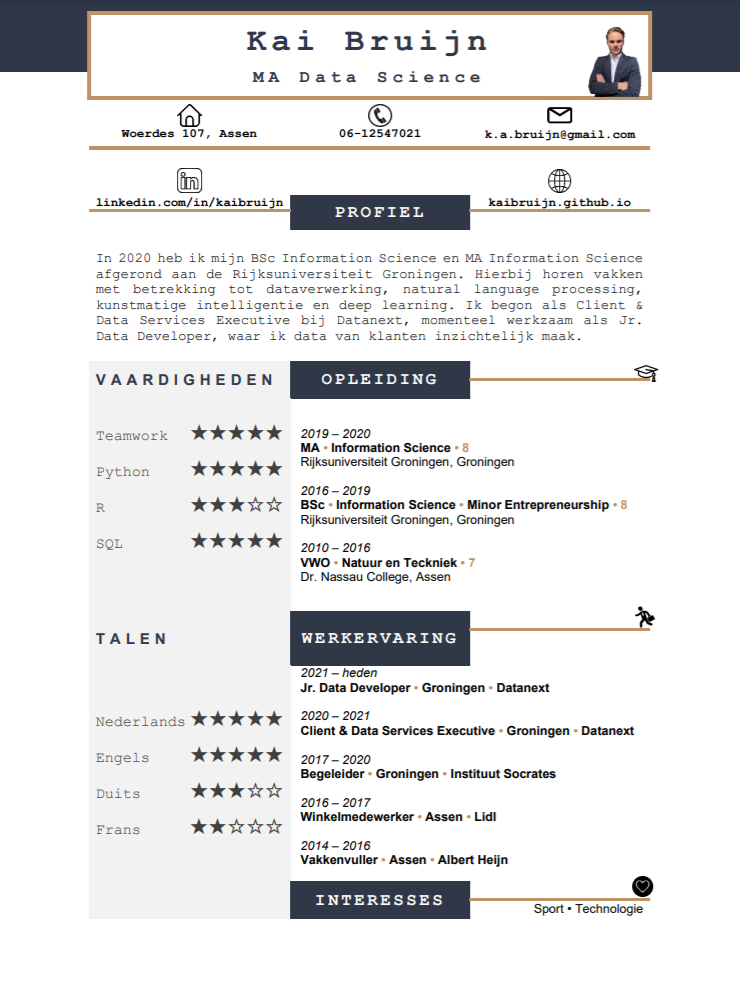 Kai Bruijn
MA Data Science
Woerdes 107, Assen
06-12547021
k.a.bruijn@gmail.com
linkedin.com/in/kaibruijn
kaibruijn.github.io
PROFIEL
In 2020 heb ik mijn BSc Information Science en MA Information Science
afgerond aan de Rijksuniversiteit Groningen. Hierbij horen vakken
met betrekking tot dataverwerking, natural language processing,
kunstmatige intelligentie en deep learning. Ik begon als Client &
Data Services Executive bij Datanext, momenteel werkzaam als Jr.
Data Developer, waar ik data van klanten inzichtelijk maak.
VAARDIGHEDEN
Teamwork ★★★★★
Python ★★★★★
R ★★★☆☆
SQL ★★★★★
TALEN
Nederlands ★★★★★
Engels ★★★★★
Duits ★★★☆☆
Frans ★★☆☆☆
OPLEIDING
2019 – 2020
MA • Information Science • 8
Rijksuniversiteit Groningen, Groningen
2016 – 2019
BSc • Information Science • Minor Entrepreneurship • 8
Rijksuniversiteit Groningen, Groningen
2010 – 2016
VWO • Natuur en Teckniek • 7
Dr. Nassau College, Assen
WERKERVARING
2021 – heden
Jr. Data Developer • Groningen • Datanext
2020 – 2021
Client & Data Services Executive • Groningen • Datanext
2017 – 2020
Begeleider • Groningen • Instituut Socrates
2016 – 2017
Winkelmedewerker • Assen • Lidl
2014 – 2016
Vakkenvuller • Assen • Albert Heijn
INTERESSES
Sport • Technologie